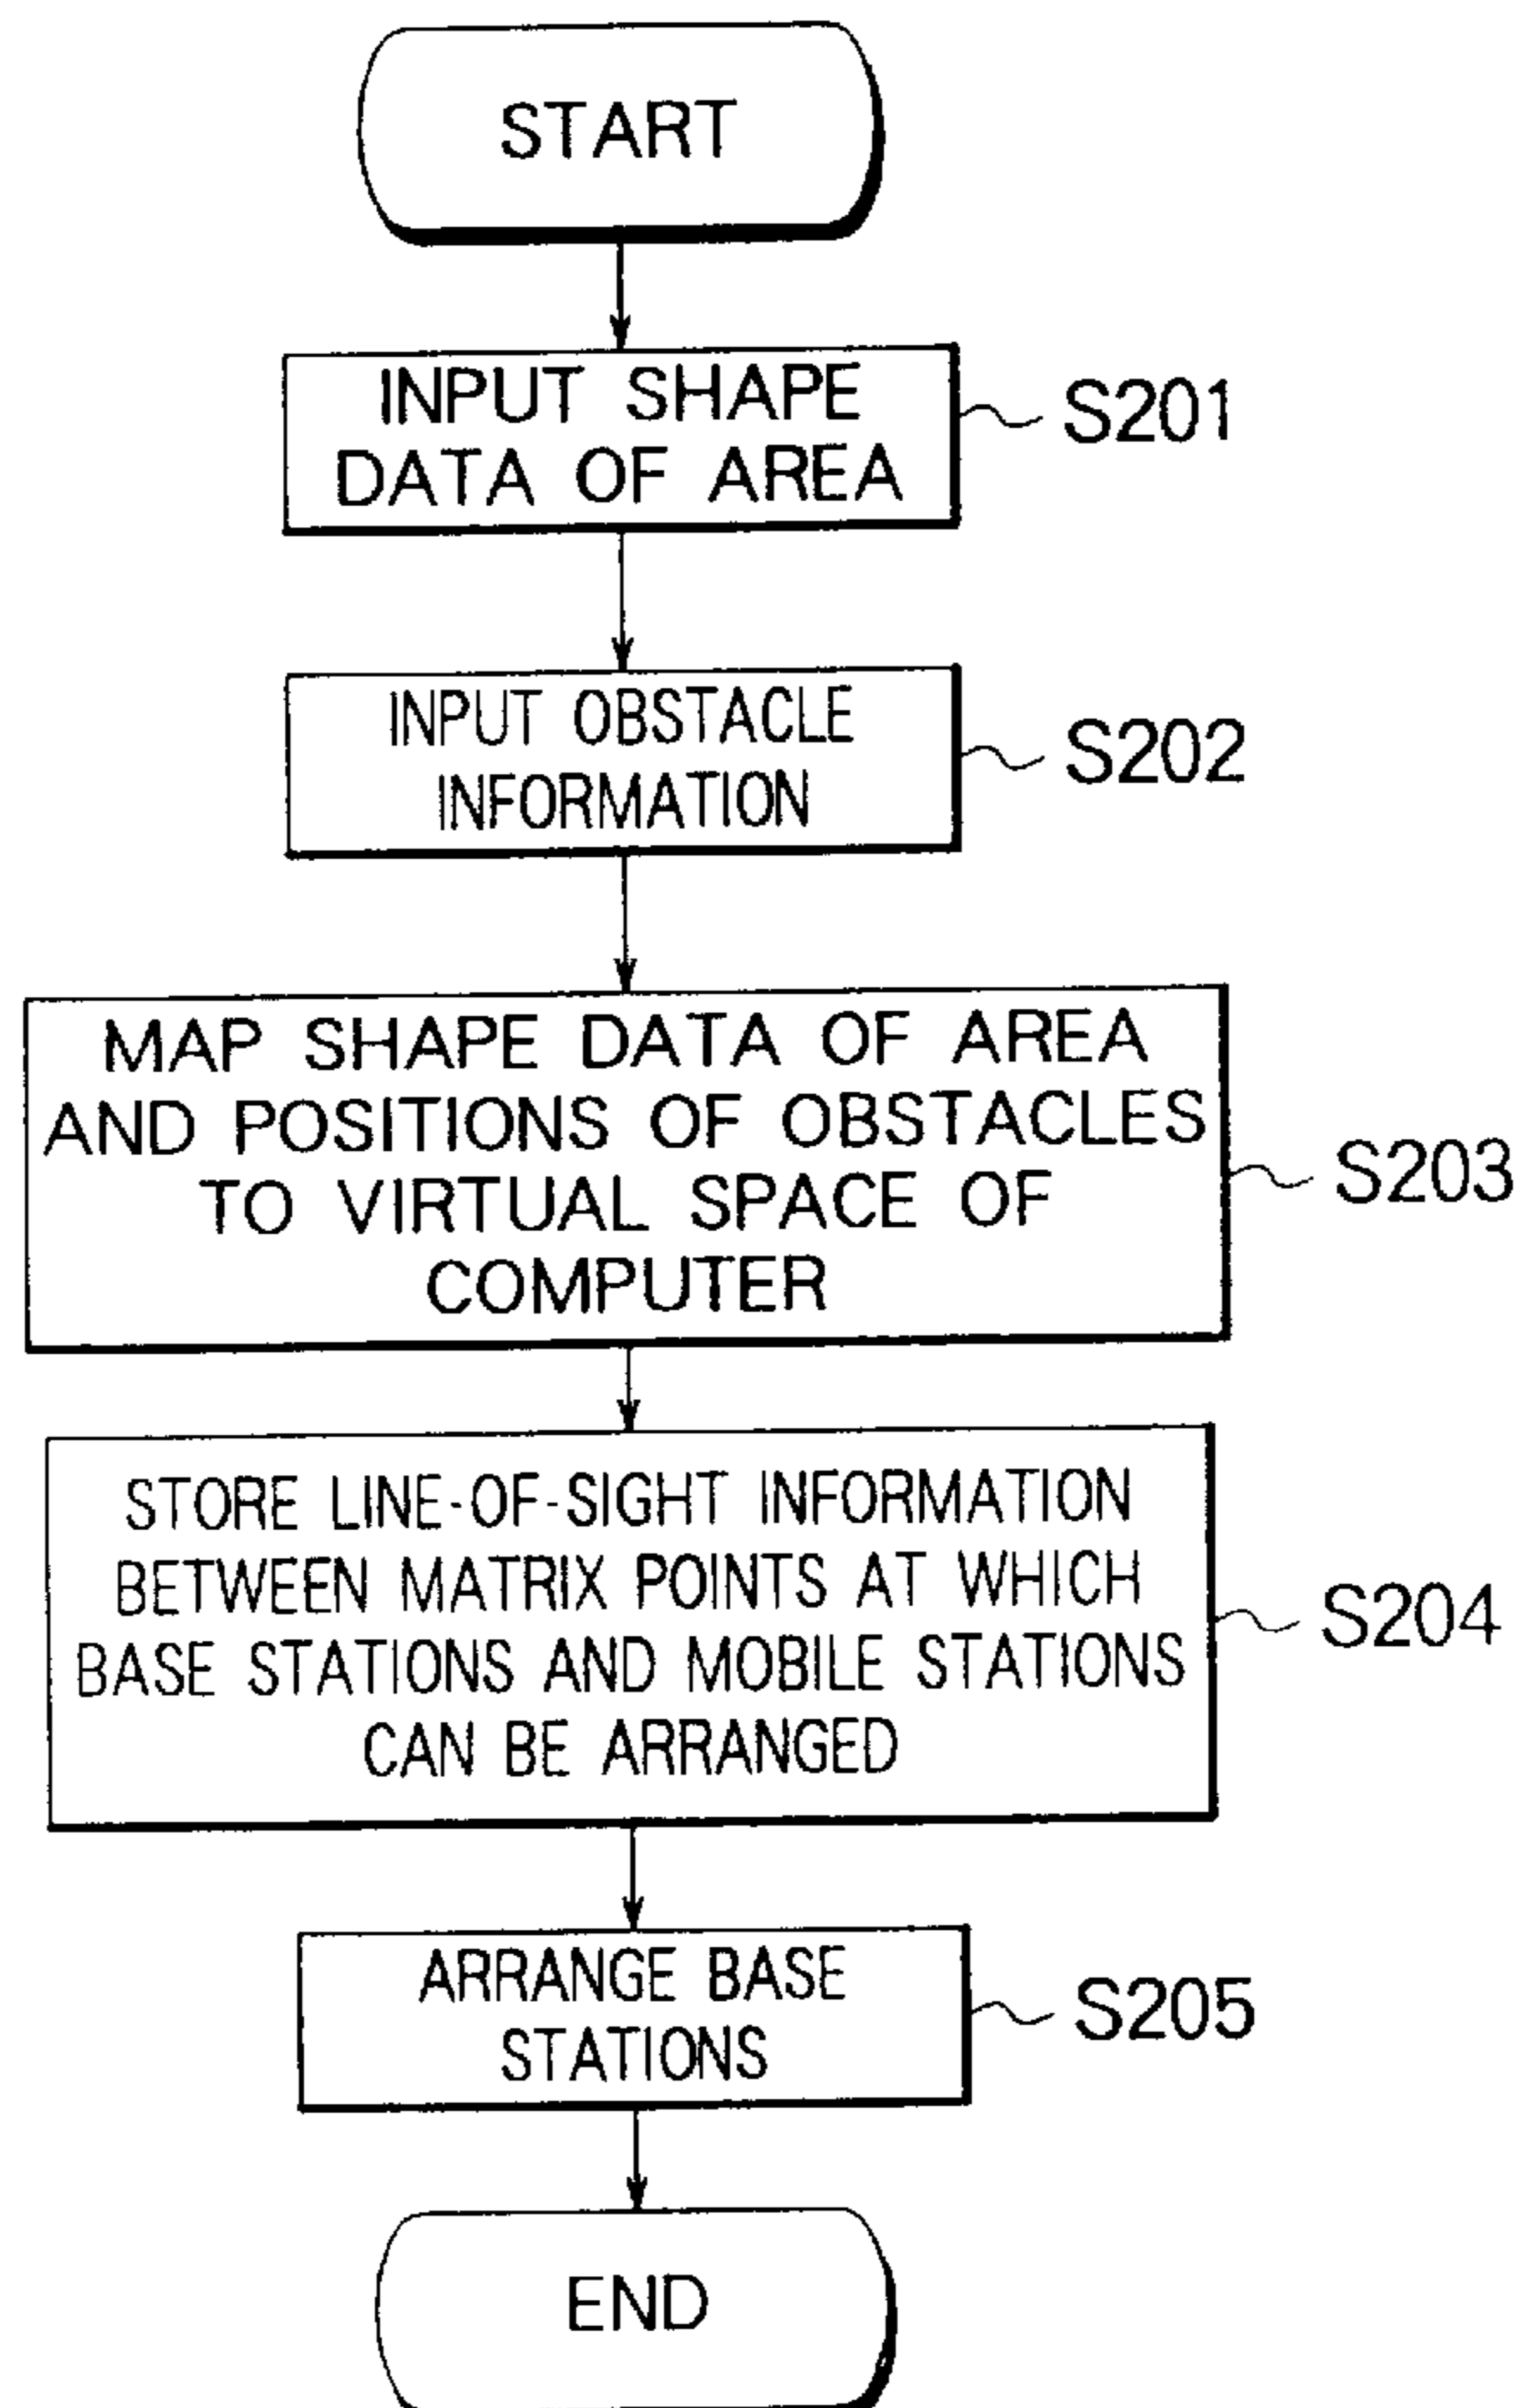 START
INPUT SHAPE
DATA OF AREA
S201
INPUT OBSTACLE
INFORMATION
S202
MAP SHAPE DATA OF AREA
AND POSITIONS OF OBSTACLES
TO VIRTUAL SPACE OF
COMPUTER
S203
STORE LINE-OF-SIGHT INFORMATION
BETWEEN MATRIX POINTS AT WHICH
BASE STATIONS AND MOBILE STATIONS
CAN BE ARRANGED
S204
ARRANGE BASE
STATIONS
S205
END